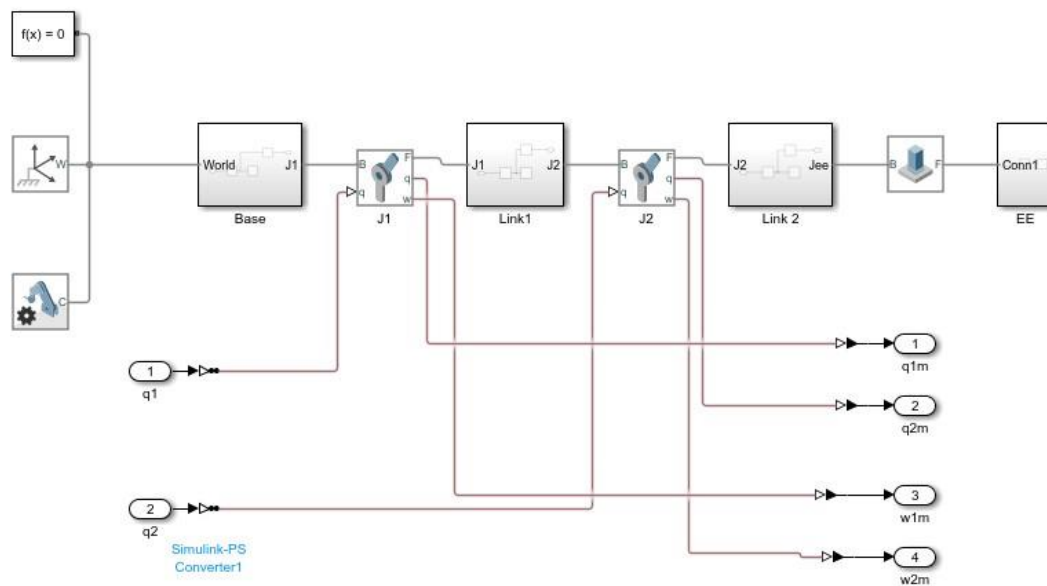 f(x) = 0
W
C
World
J1
Base
B
F
q
q
w
J1
J1
J2
Link1
B
F
q
q
w
J2
J2
Jee
Link 2
B
F
Conn1
EE
1
q1
2
q2
Simulink-PS
Converter1
1
q1m
2
q2m
3
w1m
4
w2m